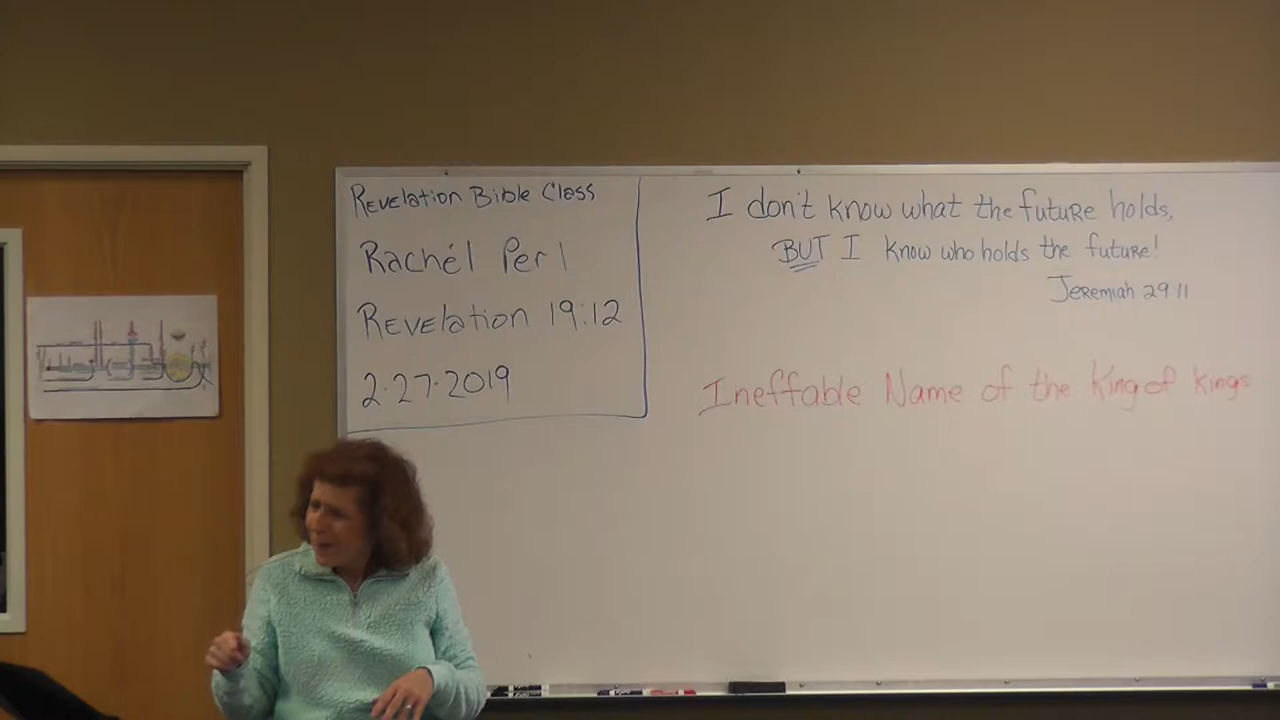 Revelation Bible Class
Rachél Perl
Revelation 19:12
2.27.2019
I don't know what the future holds,
BUT I know who holds the future!
Jeremiah 29:11
Ineffable Name of the King of kings